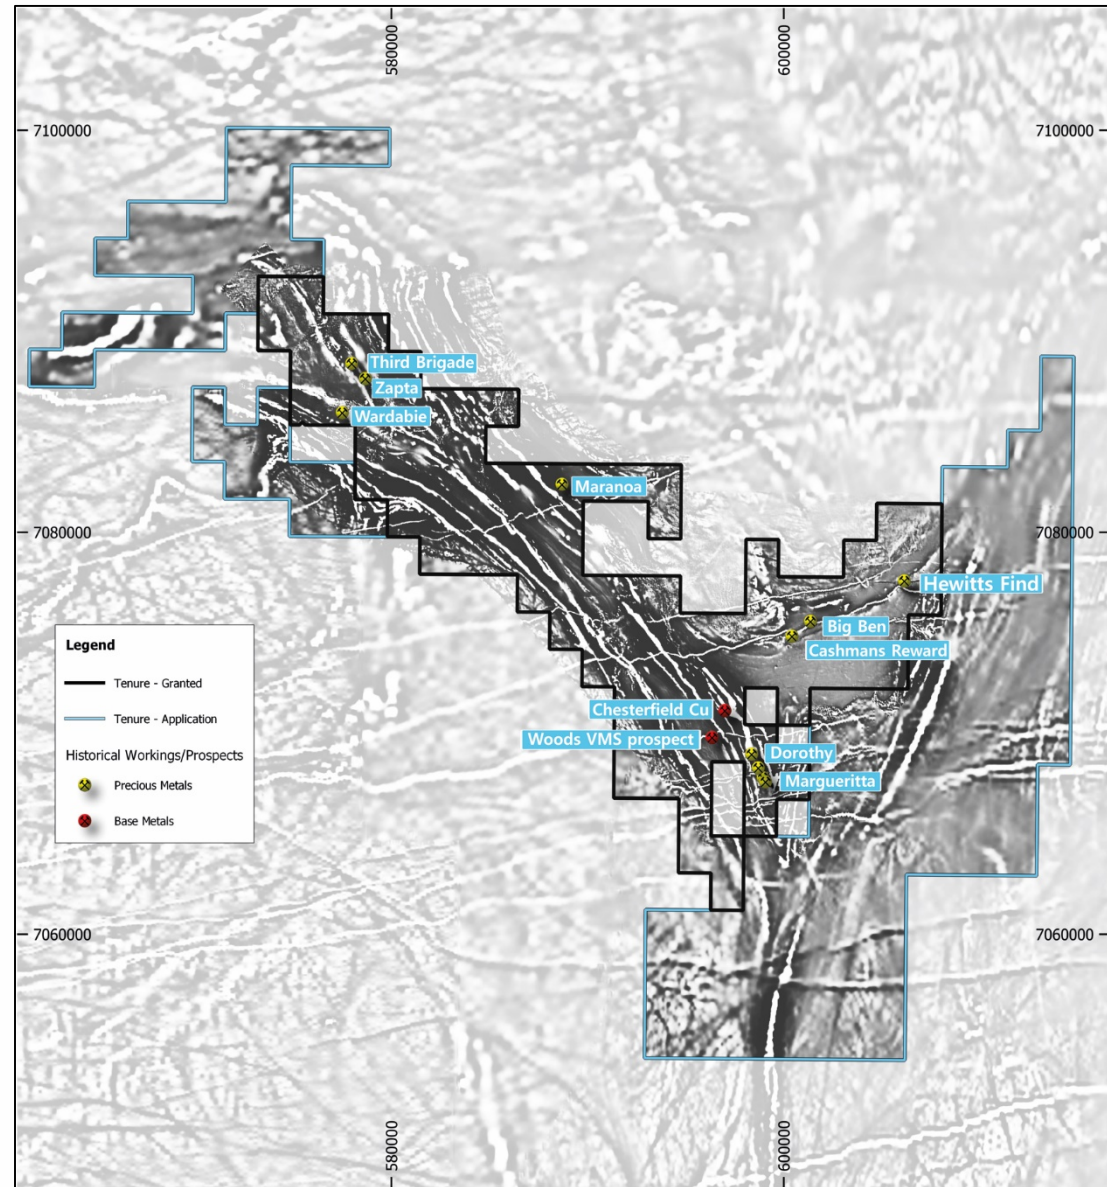 580000
600000
7100000
7100000
Third Brigade
Zapta
Wardabie
Maranoa
7080000
7080000
Hewitts Find
Big Ben
Cashmans Reward
Legend
Tenure - Granted
Tenure - Application
Historical Workings/Prospects
Precious Metals
Base Metals
Chesterfield Cu
Woods VMS prospect
Dorothy
Margueritta
7060000
7060000
580000
600000